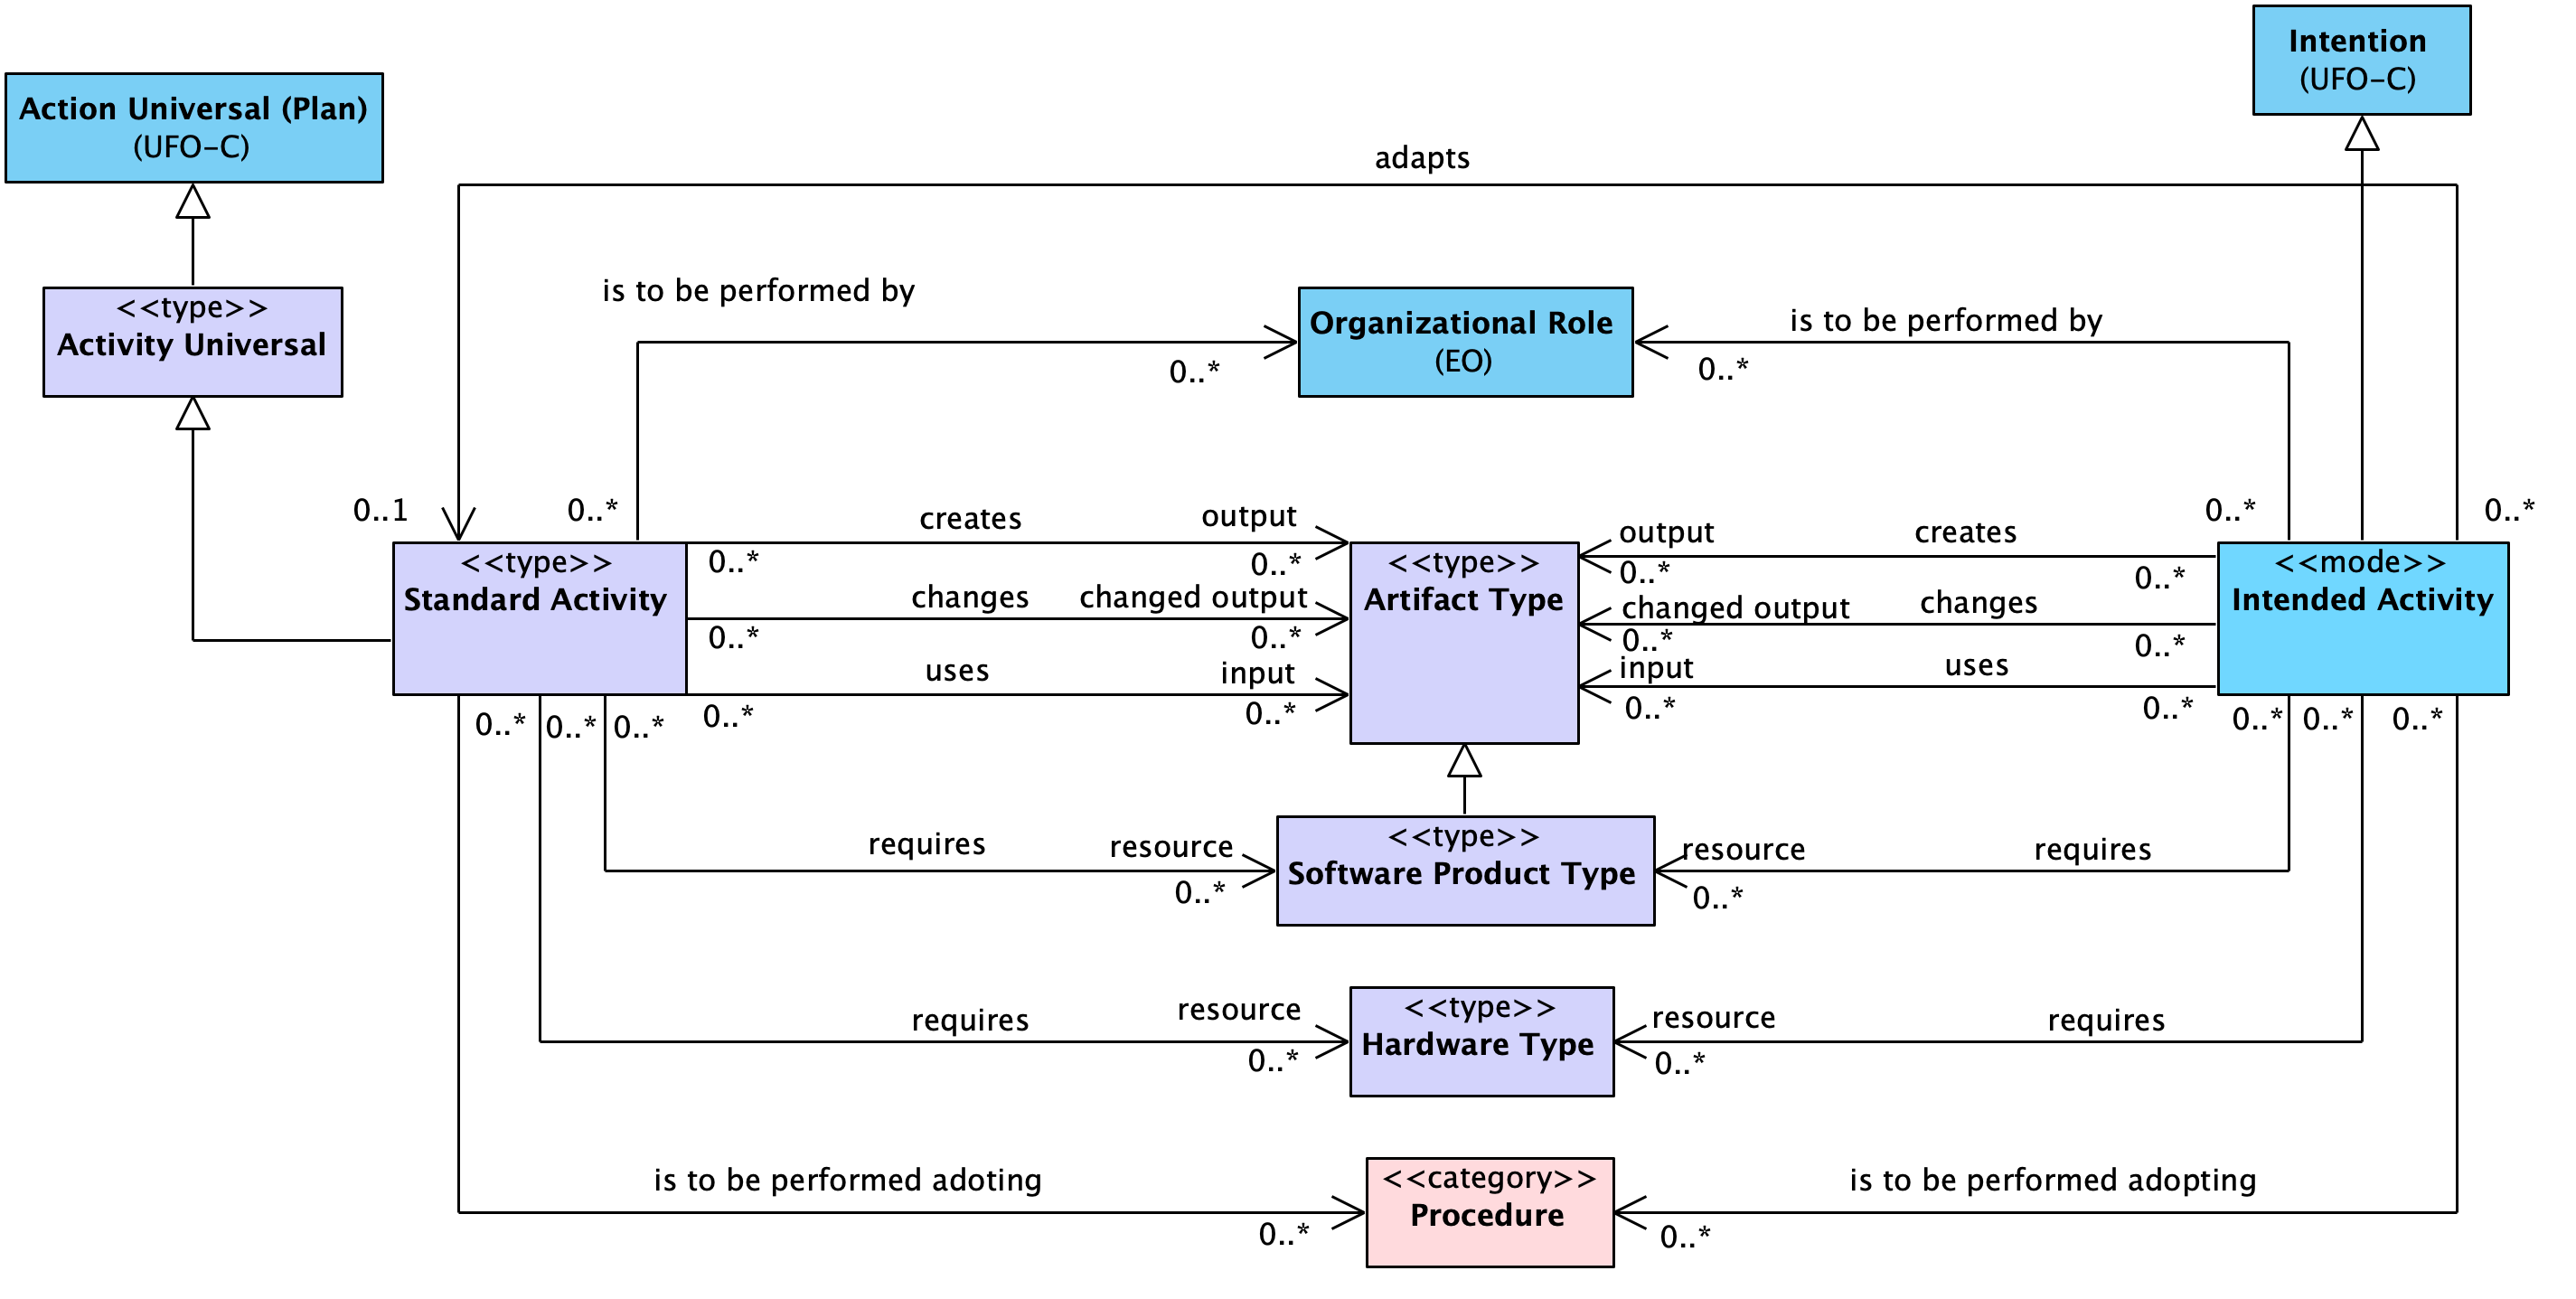 Intention
(UFO-C)
Action Universal (Plan)
(UFO-C)
adapts
is to be performed by
<<type>>
Activity Universal
Organizational Role
(EO)
is to be performed by
0..*
0..*
0..1
0..*
creates
output
output
creates
0..*
0..*
<<type>>
Standard Activity
0..*
0..*
<<type>>
Artifact Type
0..*
0..*
<<mode>>
Intended Activity
changes
changed output
changed output
changes
0..*
0..*
0..*
0..*
uses
input
input
uses
0..*
0..*
0..*
0..*
0..*
0..*
0..*
0..*
0..*
0..*
requires
resource
<<type>>
Software Product Type
resource
requires
0..*
0..*
requires
resource
<<type>>
Hardware Type
resource
requires
0..*
0..*
is to be performed adoting
<<category>>
Procedure
is to be performed adopting
0..*
0..*